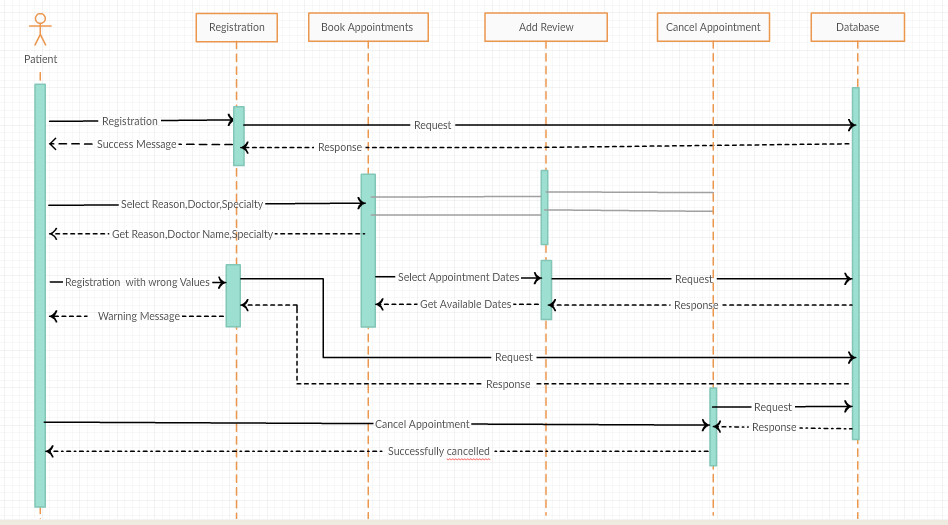 Registration
Book Appointments
Add Review
Cancel Appointment
Database
Patient
Registration
Request
Success Message
Response
Select Reason,Doctor,Specialty
Get Reason,Doctor Name,Specialty
Registration with wrong Values
Select Appointment Dates
Request
Get Available Dates
Response
Warning Message
Request
Response
Request
Cancel Appointment
Response
Successfully cancelled